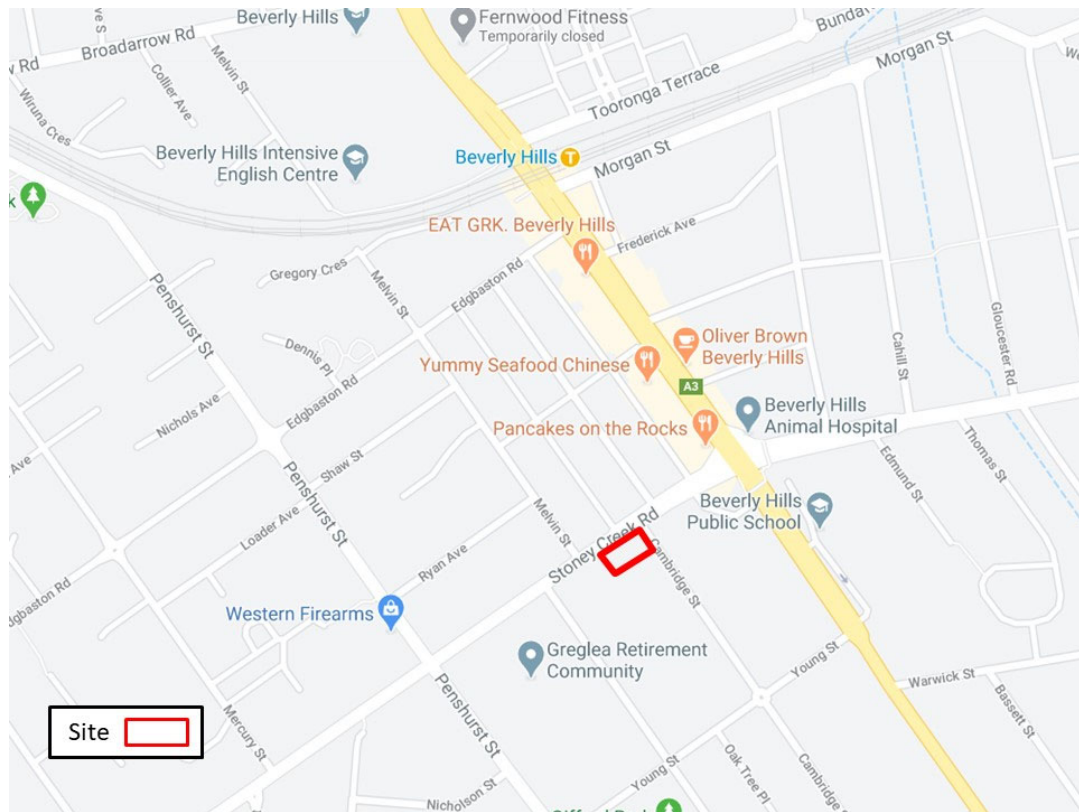 Beverly Hills
Fernwood Fitness
Temporarily closed
Broadarrow Rd
Melvin St
Collier Ave
Wiruna Cres
Tooronga Terrace
Morgan St
Beverly Hills Intensive
English Centre
Beverly Hills
T
Morgan St
EAT GRK. Beverly Hills
Frederick Ave
Gregory Cres
Melvin St
Edgbaston Rd
Penshurst St
Dennis Pl
Oliver Brown
Beverly Hills
Cahill St
Gloucester Rd
Yummy Seafood Chinese
A3
Nichols Ave
Edgbaston Rd
Beverly Hills
Animal Hospital
Pancakes on the Rocks
Shaw St
Thomas St
Edmund St
Penshurst St
Loader Ave
Melvin St
Beverly Hills
Public School
Stoney Creek Rd
Ryan Ave
Cambridge St
Western Firearms
Greglea Retirement
Community
Young St
Warwick St
Bassett St
Site
Mercury St
Penshurst St
Young St
Oak Tree Pl
Cambridge St
Nicholson St